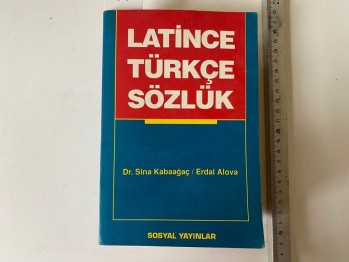 LATİNCE
TÜRKÇE
SÖZLÜK
Dr. Sina Kabaağaç / Erdal Alova
SOSYAL YAYINLAR